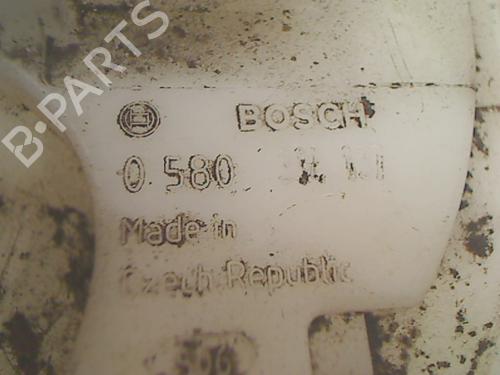 B-PARTS
BOSCH
0 580
Made in
Czech Republic